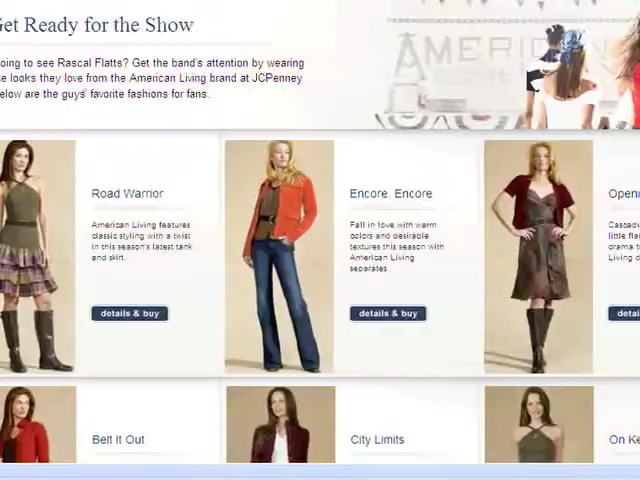 Get Ready for the Show
AMERICAN
oing to see Rascal Flatts? Get the band's attention by wearing
e looks they love from the American Living brand at JCPenney
elow are the guys' favorite fashions for fans.
Road Warrior
American Living features
classic styling with a twist
in this season's latest tank
and skirt.
details & buy
Encore, Encore
Fall in love with warm
colors and desirable
textures this season with
American Living
separates.
details & buy
Open
Cascad
little fla
drama t
Living d
detai
Belt It Out
City Limits
On Ke